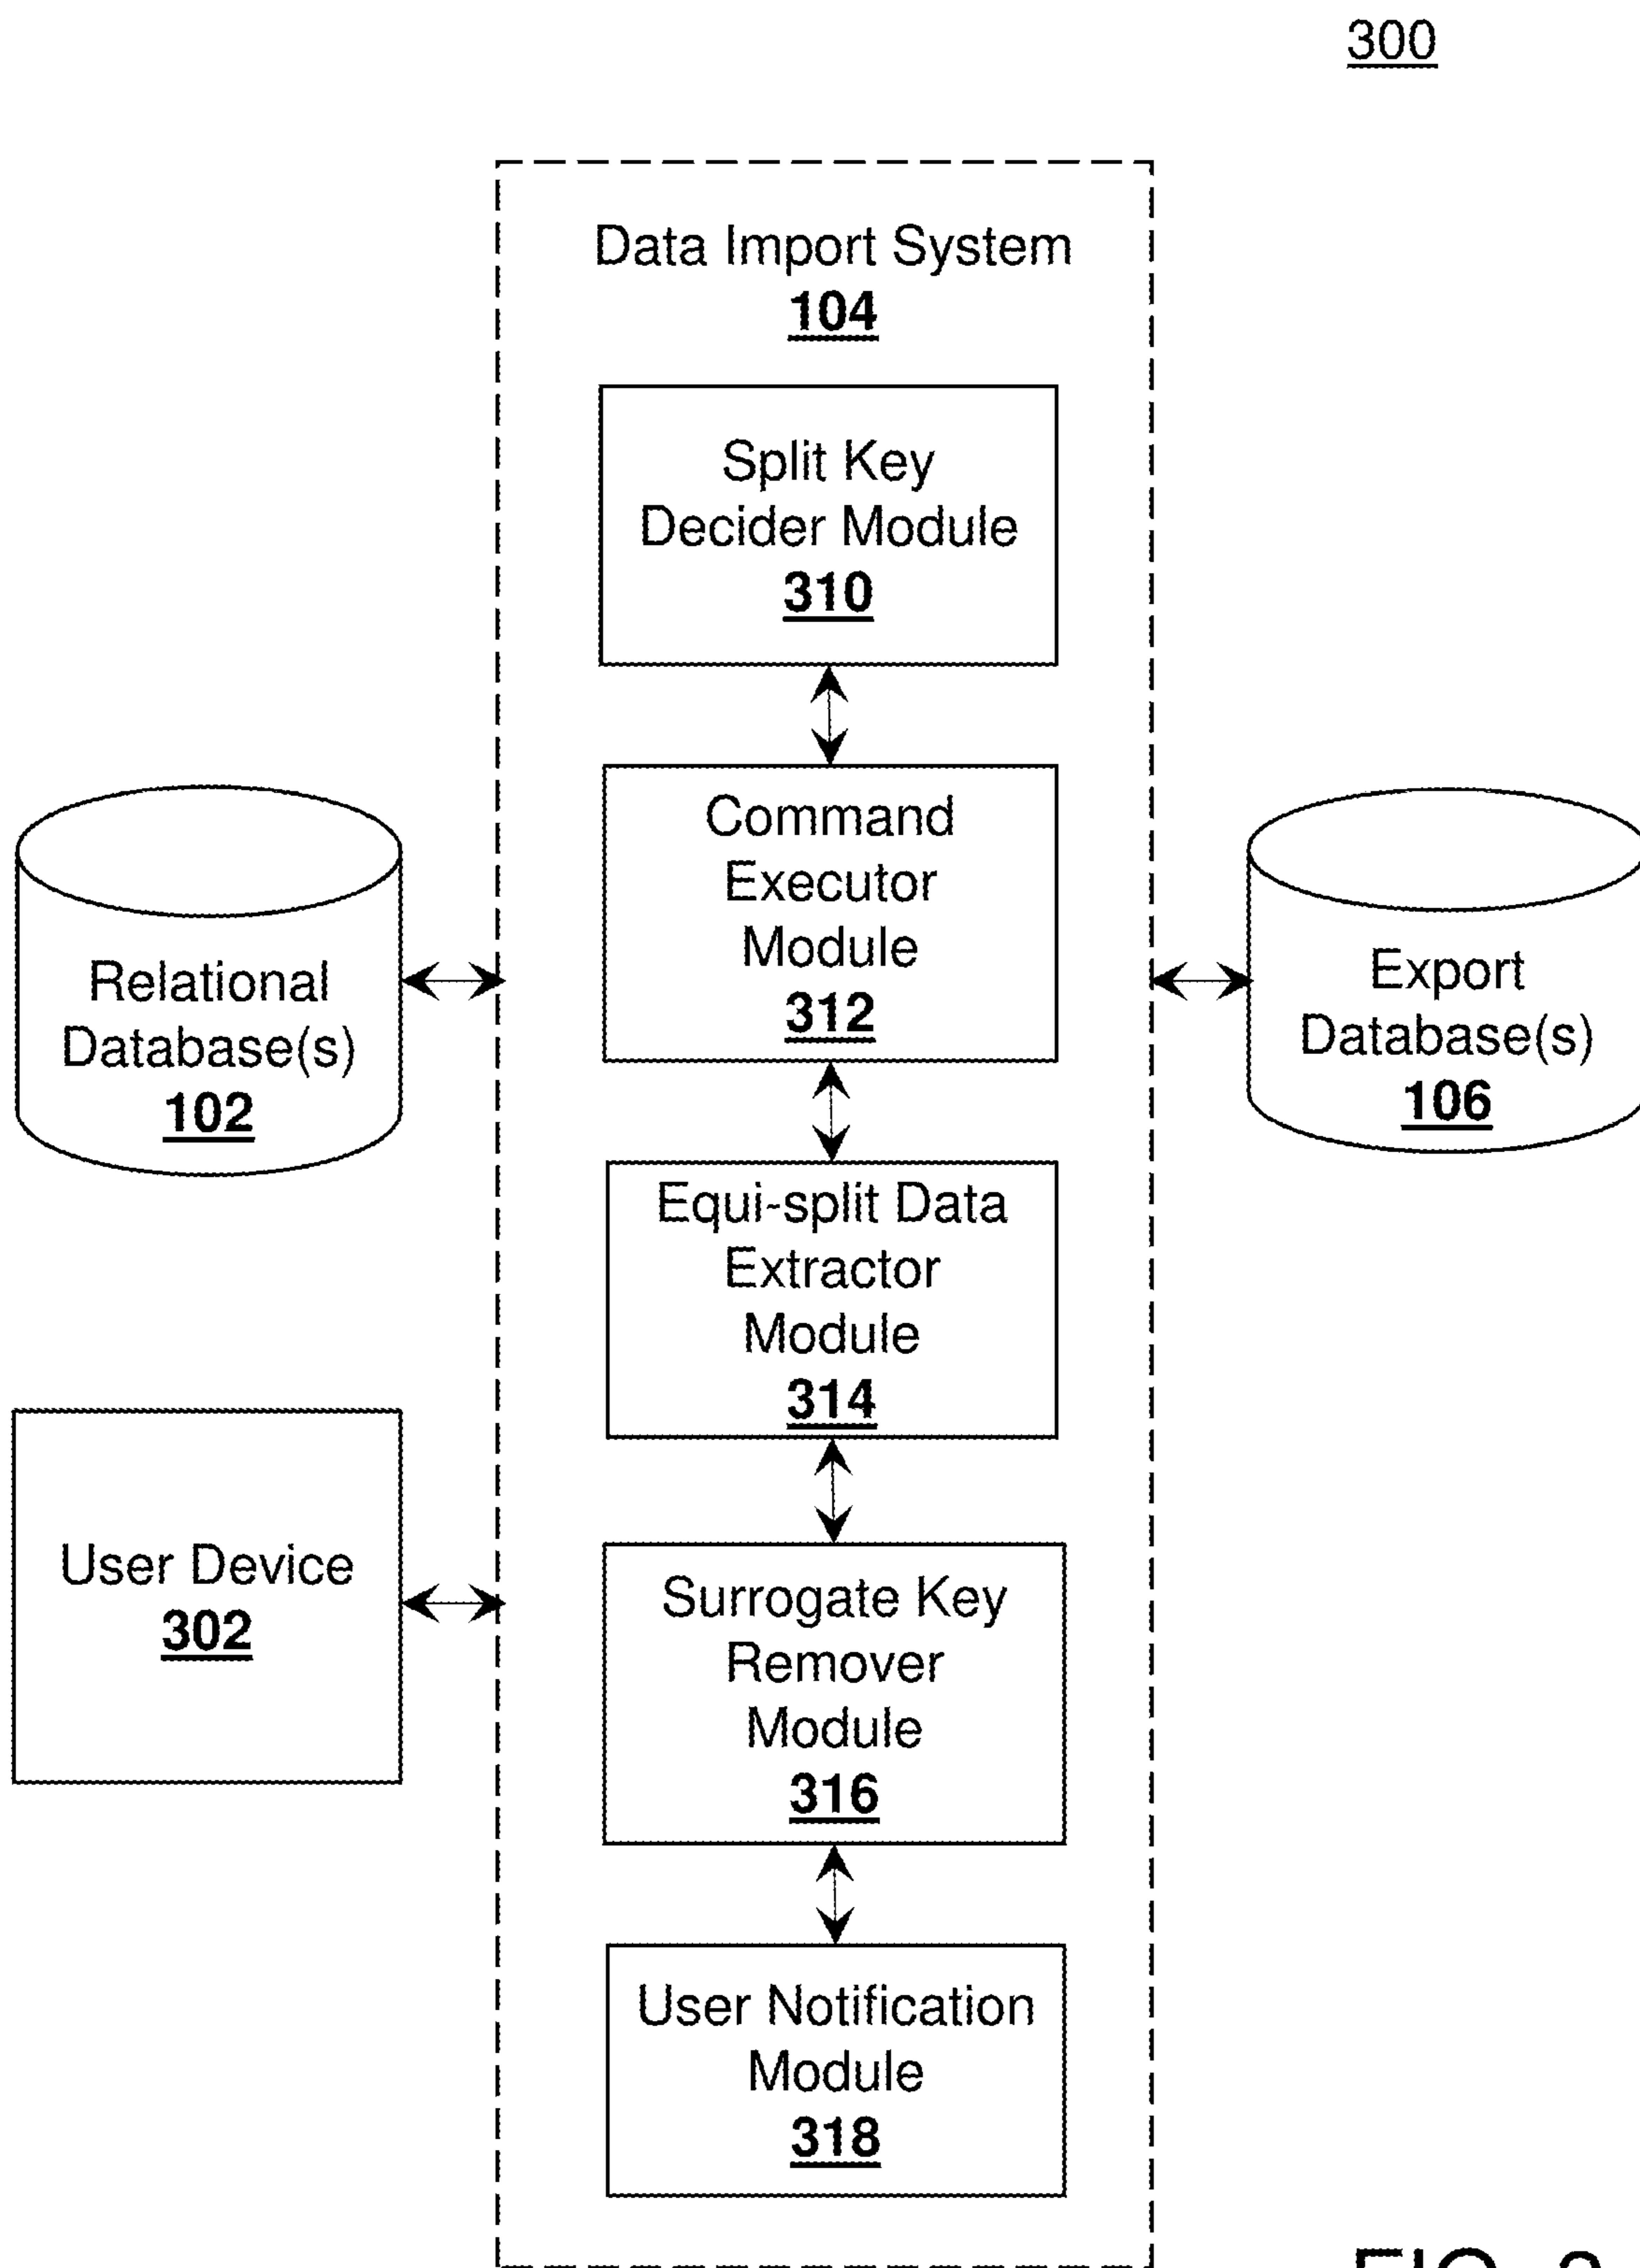 300
Data Import System
104
Split Key
Decider Module
310
Command
Executor
Module
312
Relational
Database(s)
102
Export
Database(s)
106
Equi-split Data
Extractor
Module
314
User Device
302
Surrogate Key
Remover
Module
316
User Notification
Module
318
FIG.